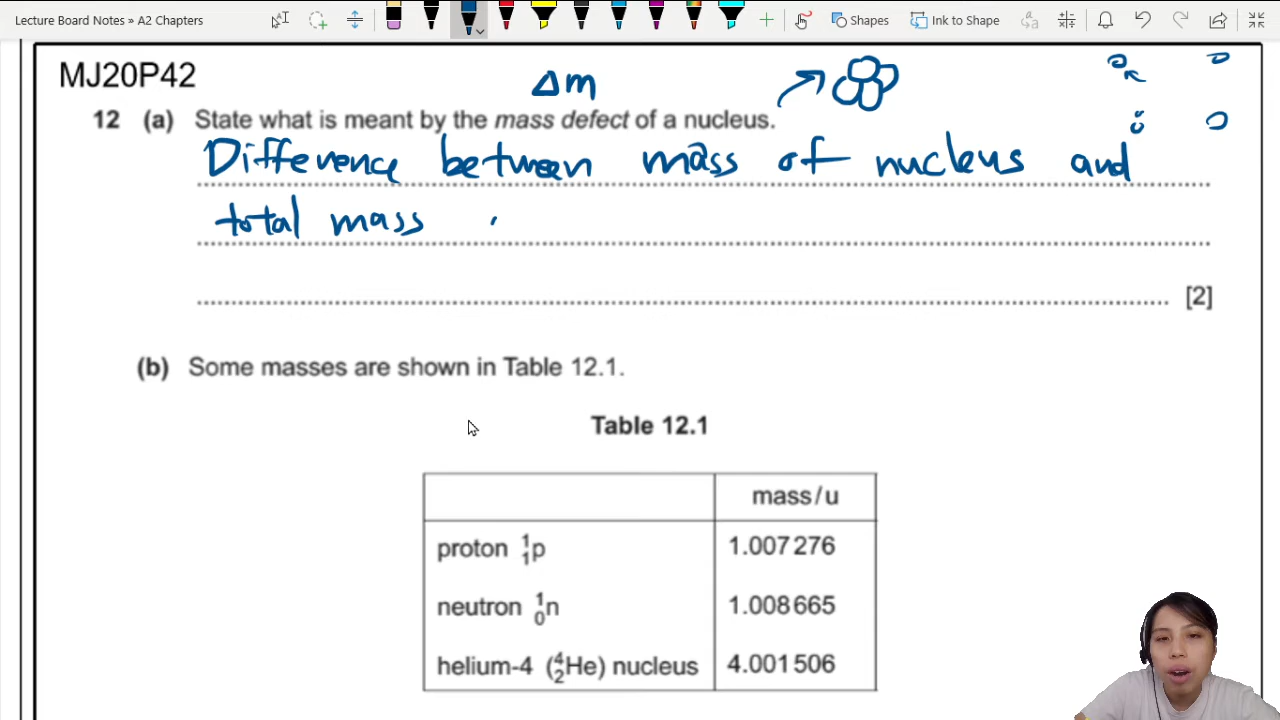 Lecture Board Notes » A2 Chapters
Shapes
Ink to Shape
MJ20P42
Δm
12 (a) State what is meant by the mass defect of a nucleus.
Difference between mass of nucleus and
total mass
[2]
(b) Some masses are shown in Table 12.1.
Table 12.1
mass/u
proton ¹₁p 1.007276
neutron ¹₀n 1.008665
helium-4 (⁴₂He) nucleus 4.001506